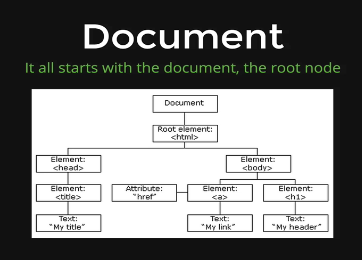 Document
It all starts with the document, the root node
Document
Root element:
<html>
Element:
<head>
Element:
<body>
Element:
<title>
Attribute:
"href"
Element:
<a>
Element:
<h1>
Text:
"My title"
Text:
"My link"
Text:
"My header"